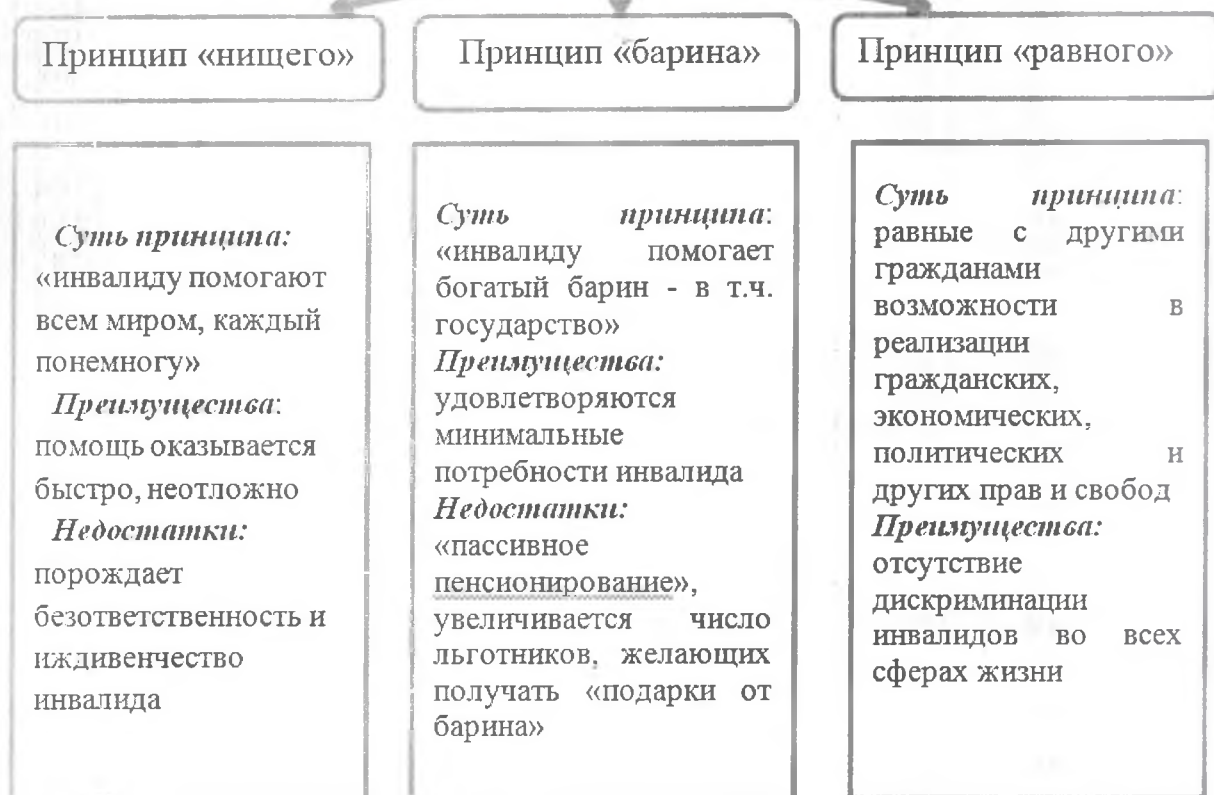 Принцип «нищего»
Принцип «барина»
Принцип «равного»
Суть принципа:
«инвалиду помогают
всем миром, каждый
понемногу»
Преимущества:
помощь оказывается
быстро, неотложно
Недостатки:
порождает
безответственность и
иждивенчество
инвалида
Суть принципа:
«инвалиду помогает
богатый барин - в т.ч.
государство»
Преимущества:
удовлетворяются
минимальные
потребности инвалида
Недостатки:
«пассивное
пенсионирование»,
увеличивается число
льготников, желающих
получать «подарки от
барина»
Суть принципа:
равные с другими
гражданами
возможности в
реализации
гражданских,
экономических,
политических и
других прав и свобод
Преимущества:
отсутствие
дискриминации
инвалидов во всех
сферах жизни